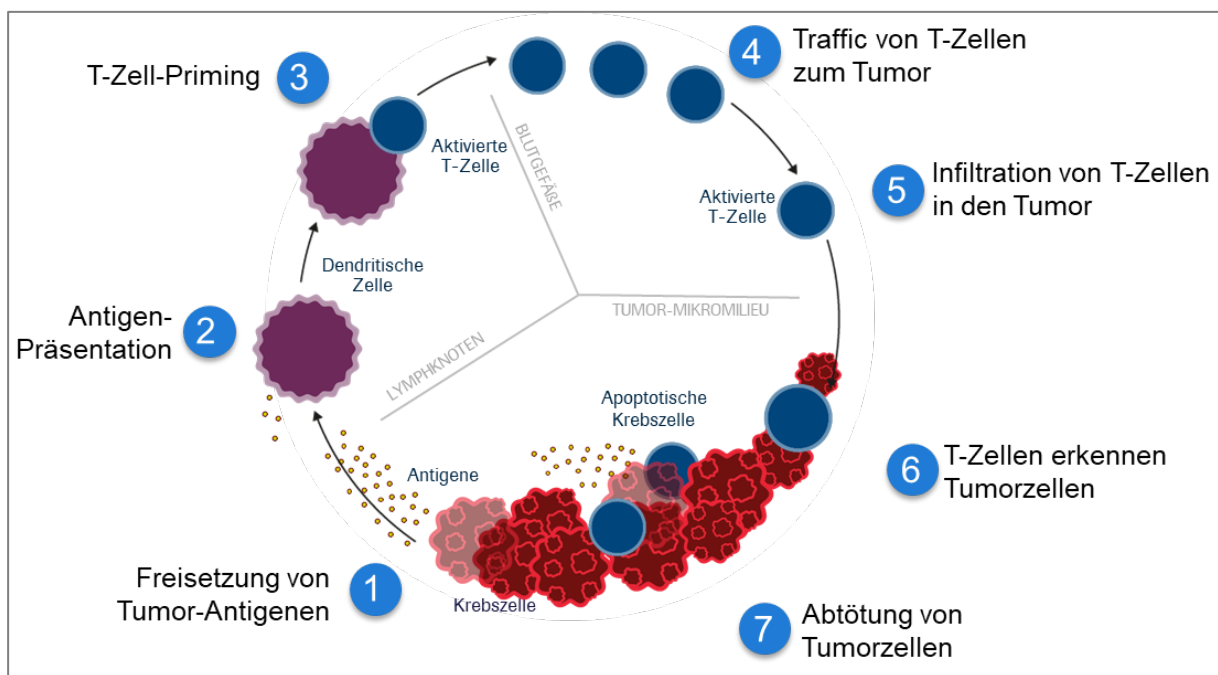 3
T-Zell-Priming
4
Traffic von T-Zellen
zum Tumor
Aktivierte
T-Zelle
BLUTGEFÄßE
5
Infiltration von T-Zellen
in den Tumor
Aktivierte
T-Zelle
Dendritische
Zelle
2
Antigen-
Präsentation
TUMOR-MIKROMILIEU
LYMPHKNOTEN
Apoptotische
Krebszelle
Antigene
6
T-Zellen erkennen
Tumorzellen
1
Freisetzung von
Tumor-Antigenen
Krebszelle
7
Abtötung von
Tumorzellen